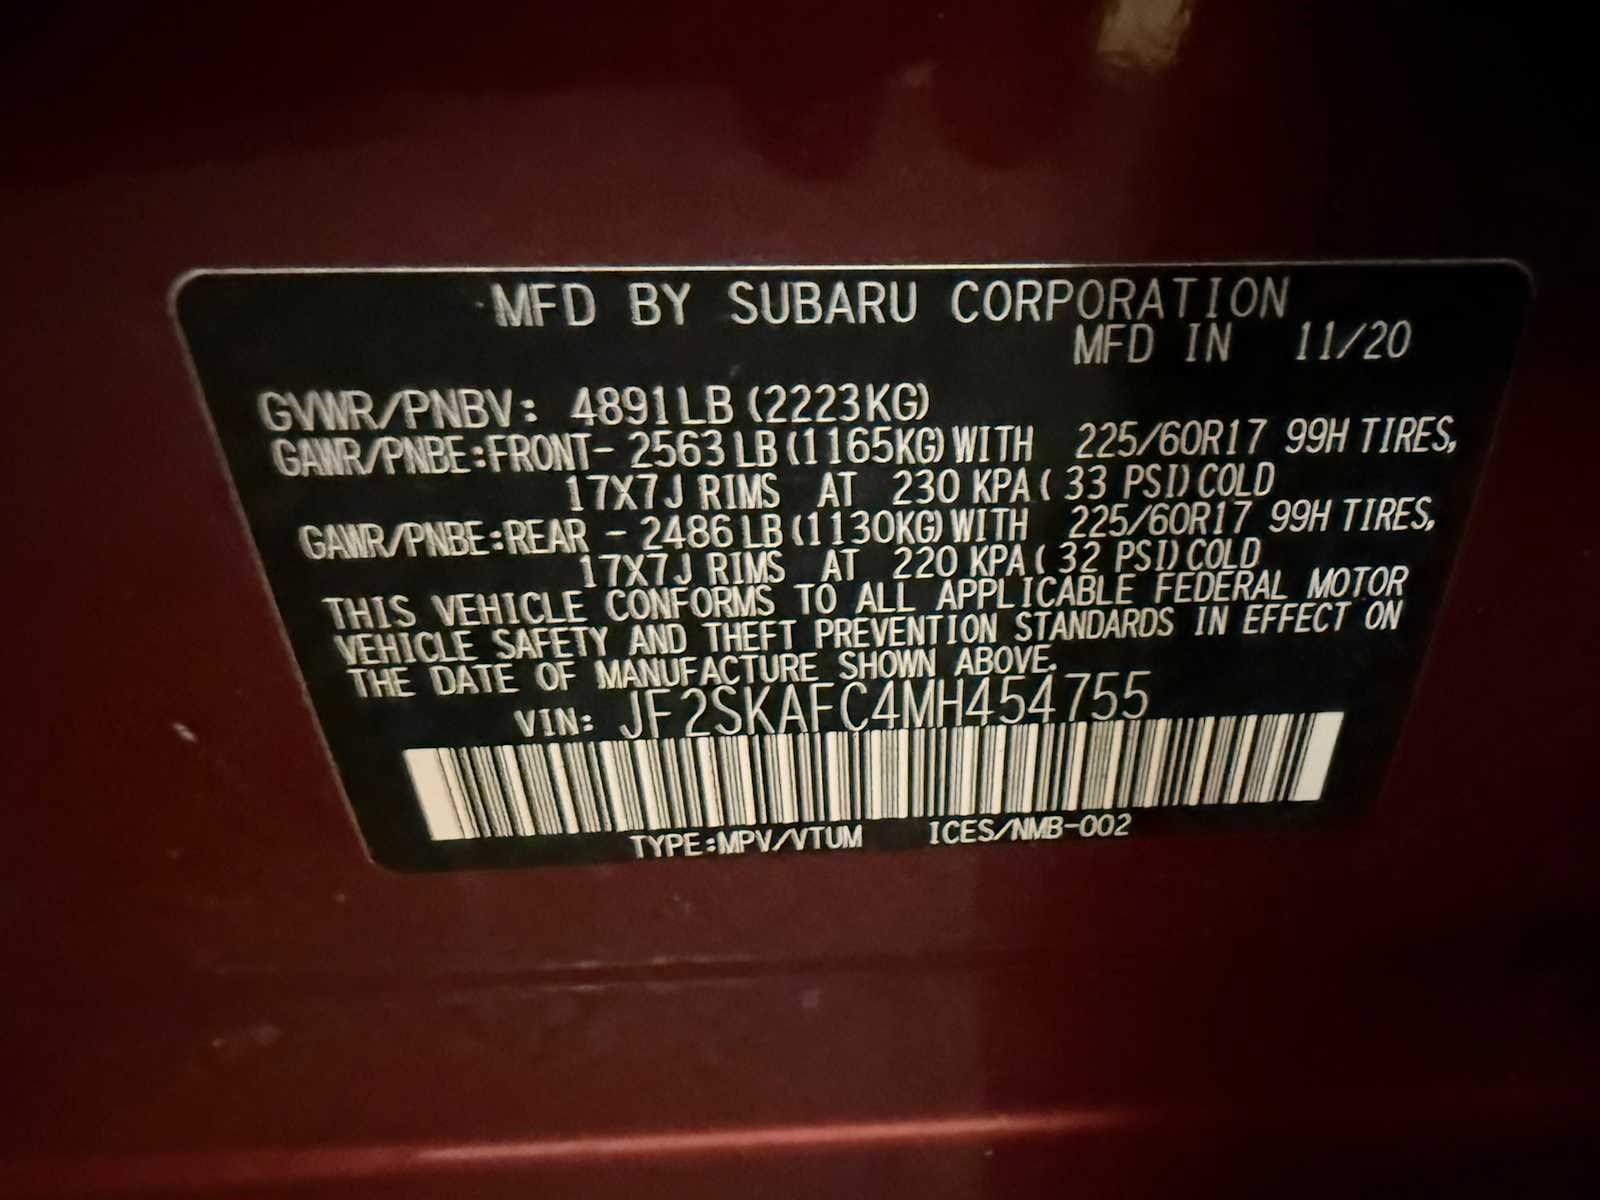 MFD BY SUBARU CORPORATION
MFD IN 11/20
GVWR/PNBV: 4891LB (2223KG)
GAWR/PNBE:FRONT- 2563 LB (1165KG) WITH 225/60R17 99H TIRES,
17X7J RIMS AT 230 KPA ( 33 PSI) COLD
GAWR/PNBE:REAR - 2486 LB (1130KG) WITH 225/60R17 99H TIRES,
17X7J RIMS AT 220 KPA ( 32 PSI) COLD
THIS VEHICLE CONFORMS TO ALL APPLICABLE FEDERAL MOTOR
VEHICLE SAFETY AND THEFT PREVENTION STANDARDS IN EFFECT ON
THE DATE OF MANUFACTURE SHOWN ABOVE.
VIN: JF2SKAFC4MH454755
TYPE:MPV/VTUM ICES/NMB-002